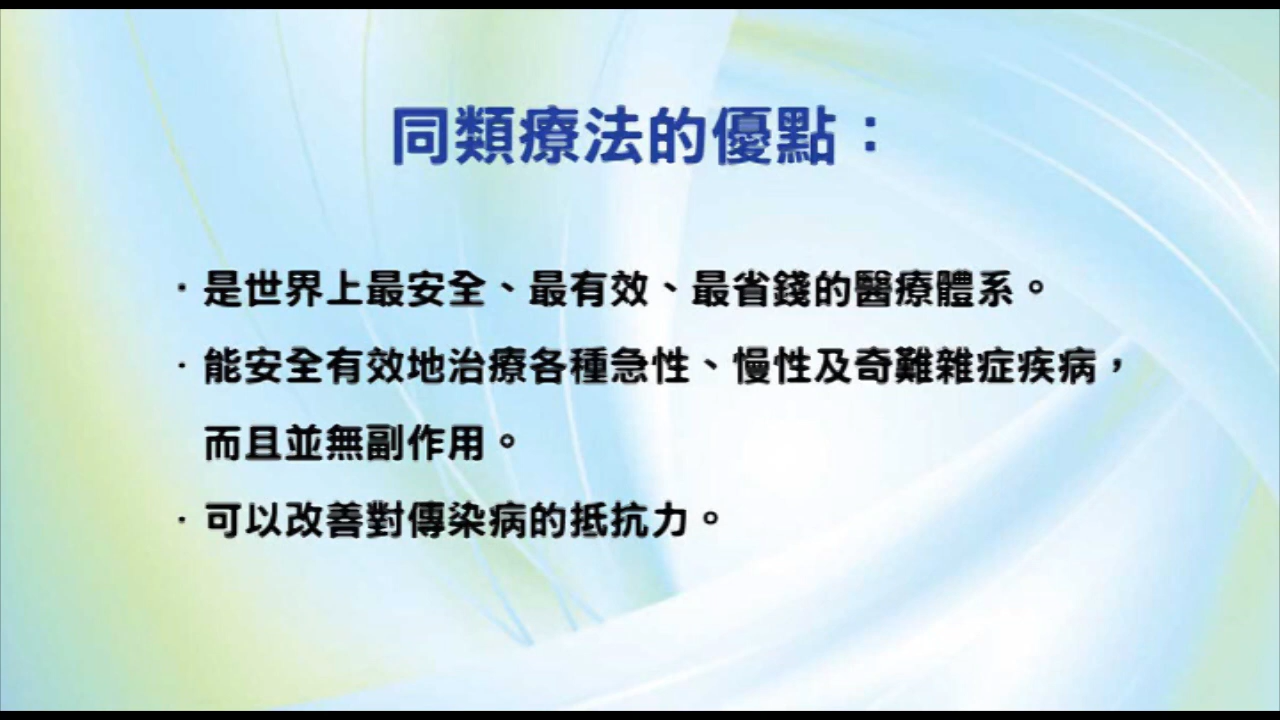 同類療法的優點：
·是世界上最安全、最有效、最省錢的醫療體系。
·能安全有效地治療各種急性、慢性及奇難雜症疾病，
而且並無副作用。
·可以改善對傳染病的抵抗力。